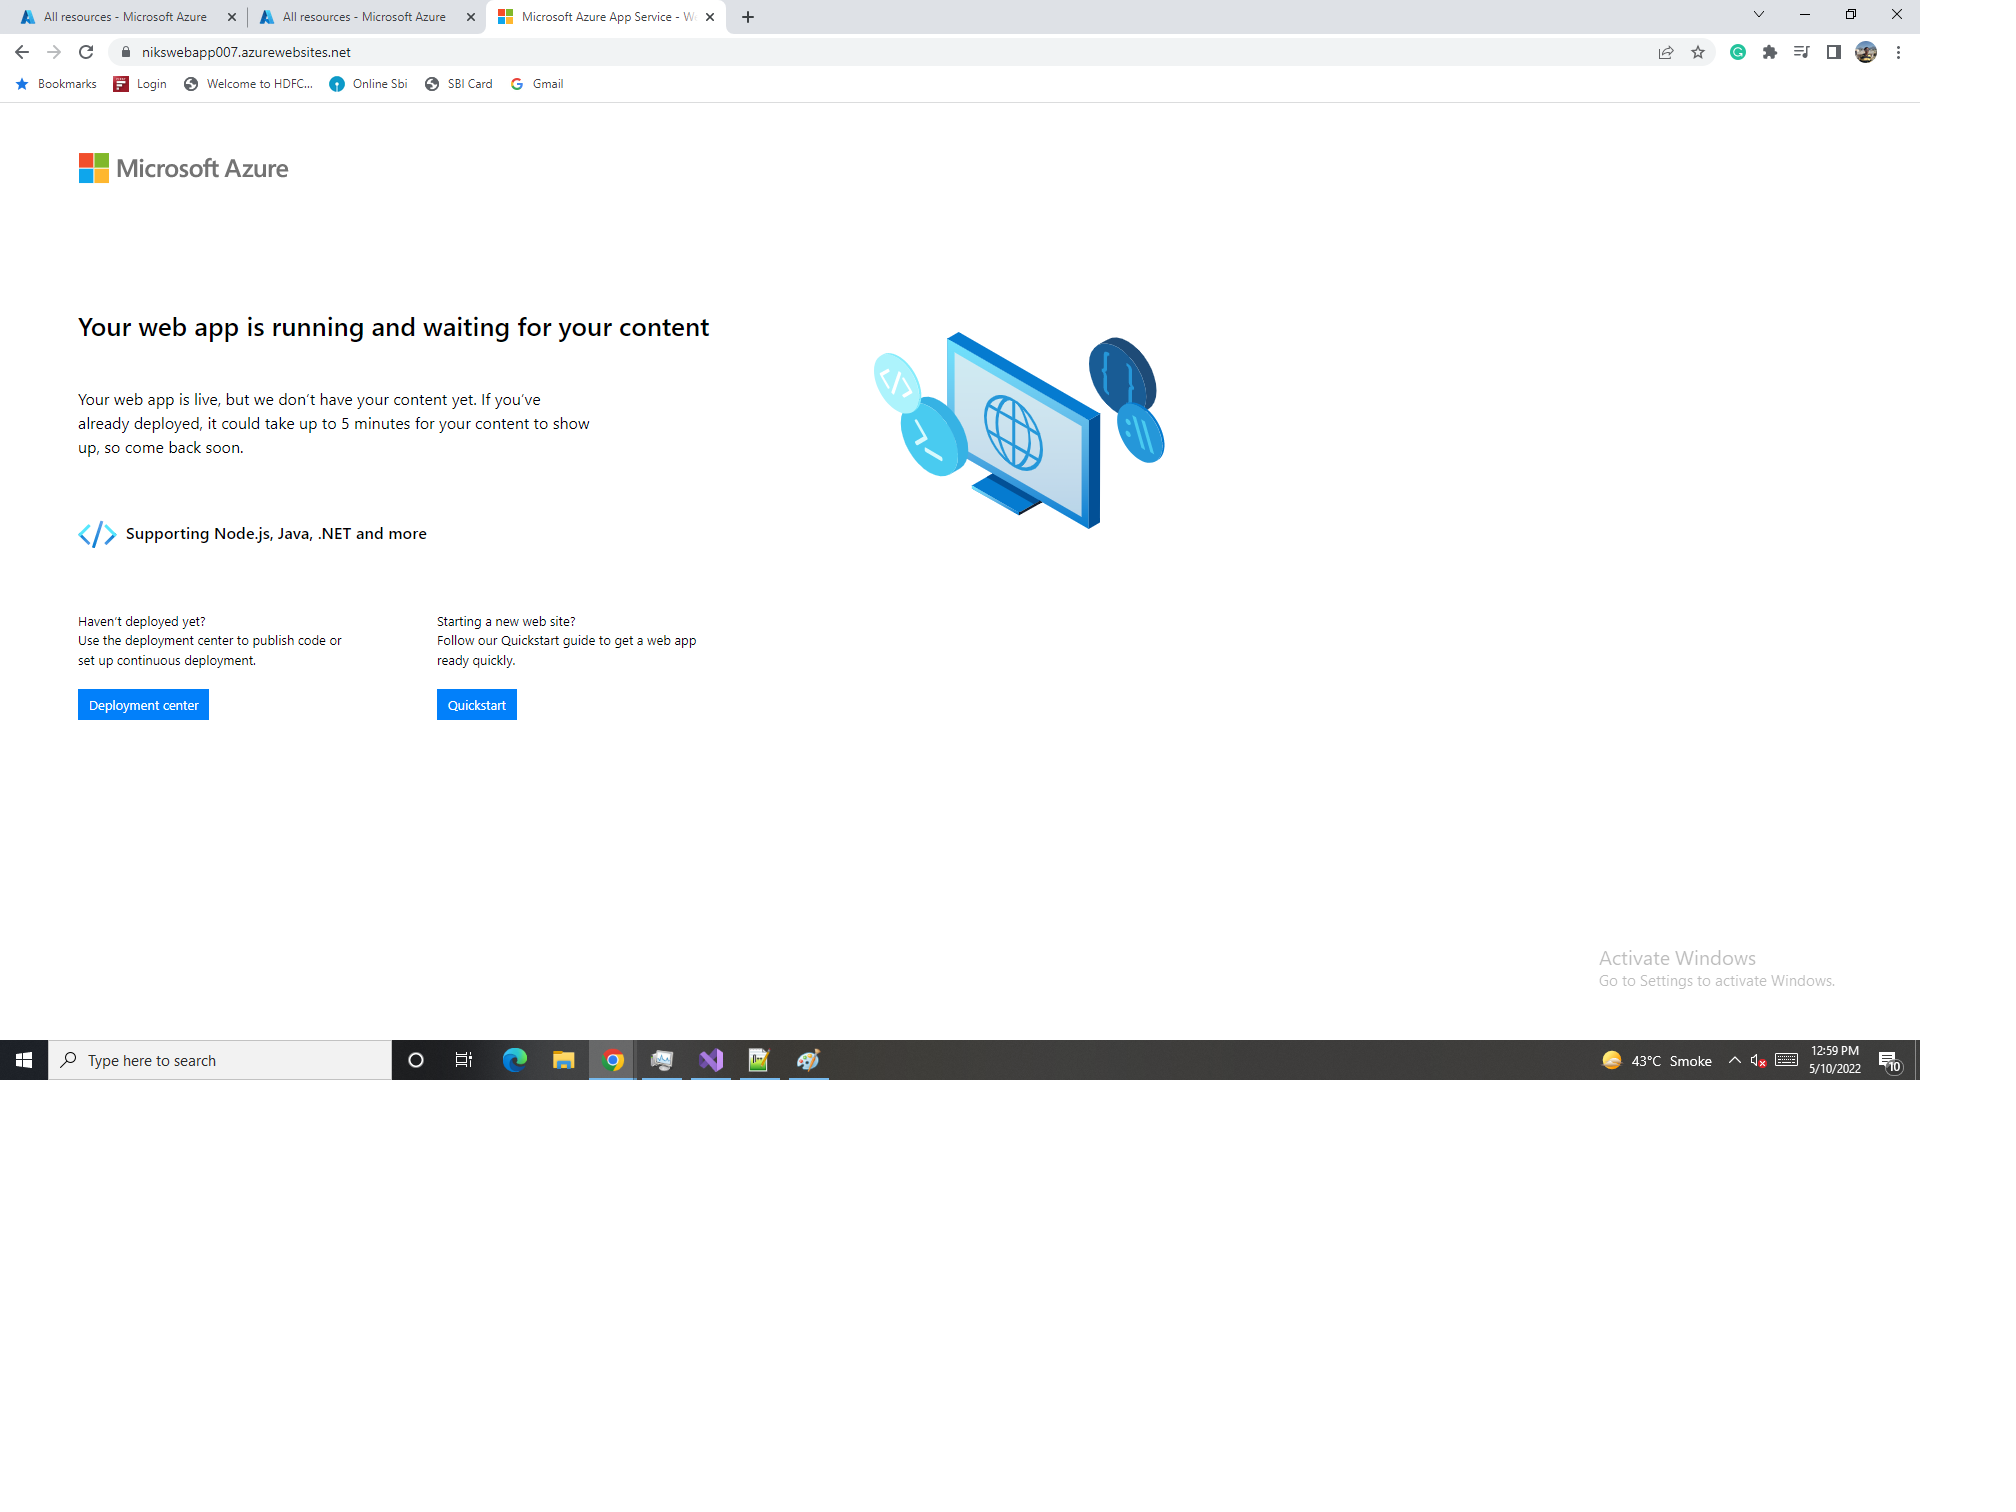 All resources - Microsoft Azure
All resources - Microsoft Azure
Microsoft Azure App Service - W
nikswebapp007.azurewebsites.net
Bookmarks
Login
Welcome to HDFC...
Online Sbi
SBI Card
Gmail
Microsoft Azure
Your web app is running and waiting for your content
Your web app is live, but we don’t have your content yet. If you’ve
already deployed, it could take up to 5 minutes for your content to show
up, so come back soon.
Supporting Node.js, Java, .NET and more
Haven’t deployed yet?
Use the deployment center to publish code or
set up continuous deployment.
Deployment center
Starting a new web site?
Follow our Quickstart guide to get a web app
ready quickly.
Quickstart
Activate Windows
Go to Settings to activate Windows.
Type here to search
43°C Smoke
12:59 PM
5/10/2022
10